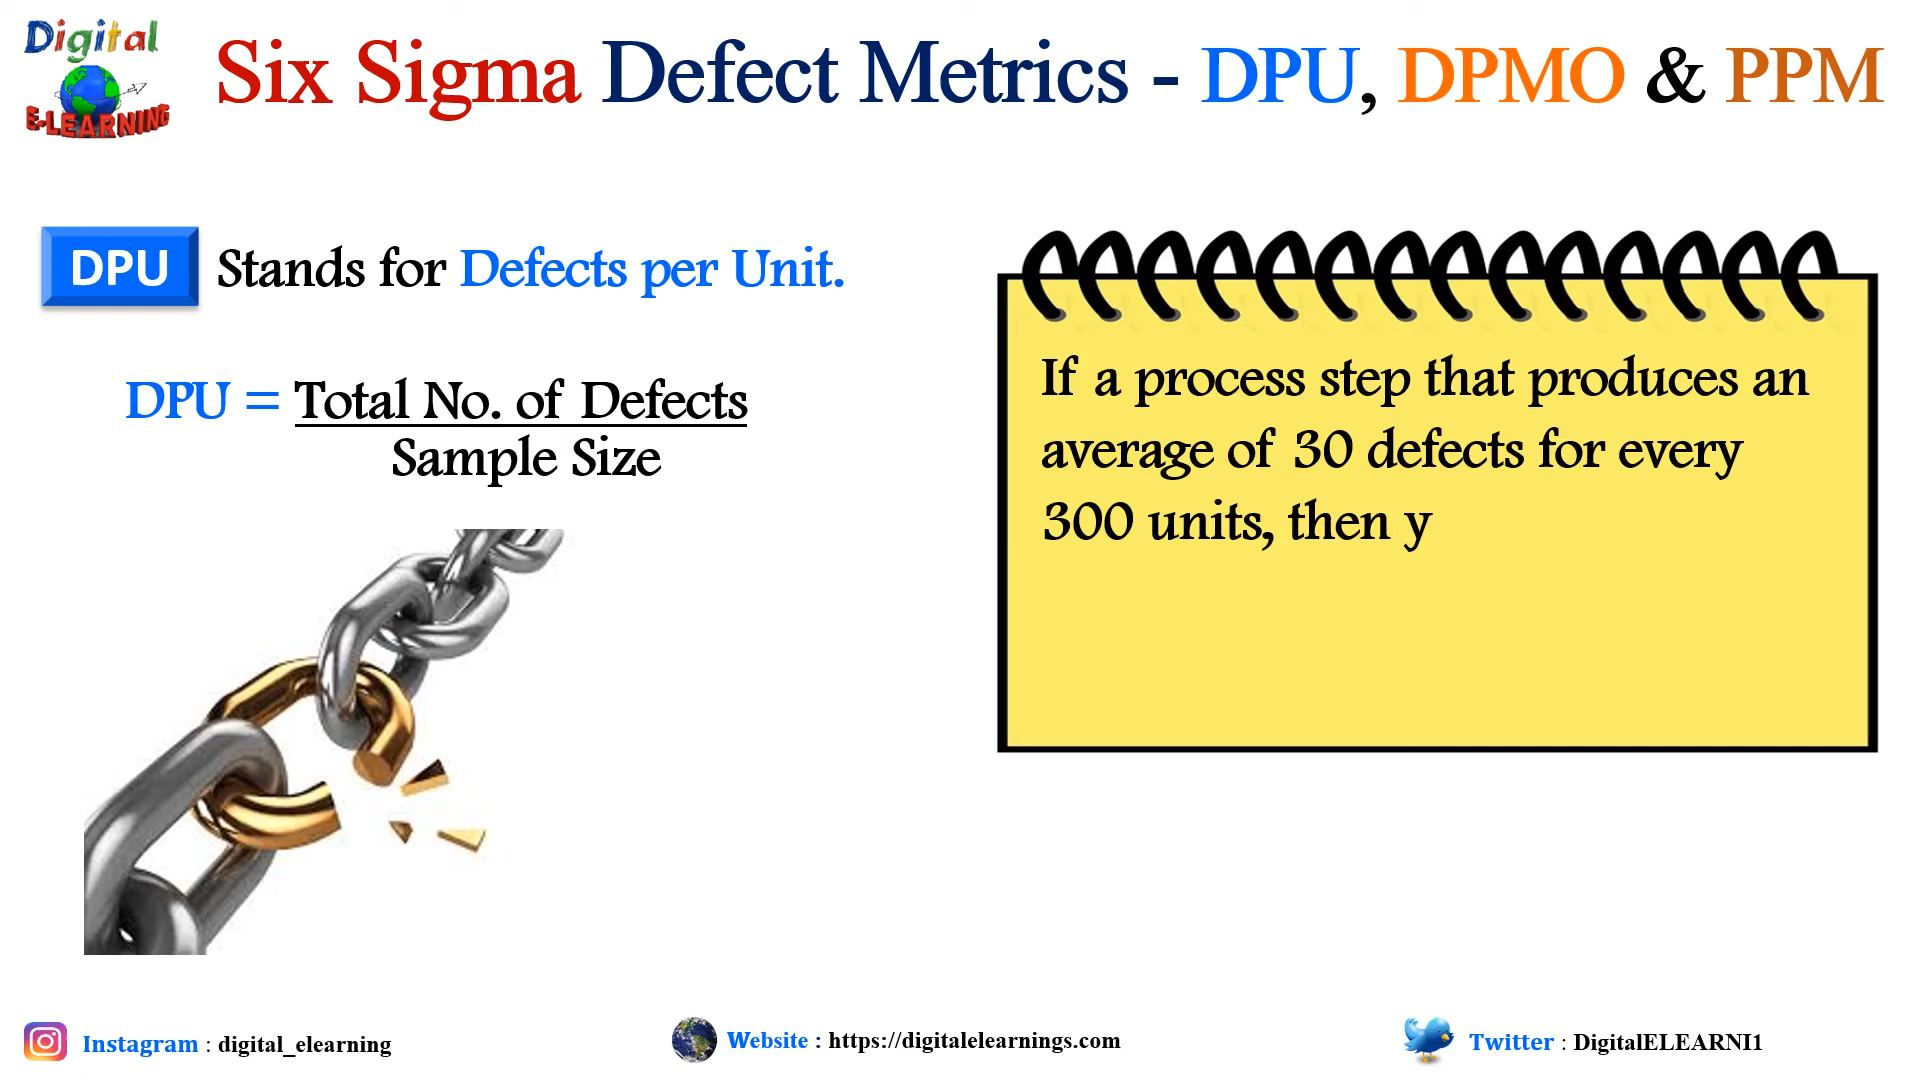 Digital
E-LEARNING
Six Sigma Defect Metrics - DPU, DPMO & PPM
DPU Stands for Defects per Unit.
DPU = Total No. of Defects
Sample Size
If a process step that produces an
average of 30 defects for every
300 units, then y
Instagram : digital_elearning
Website : https://digitalelearnings.com
Twitter : DigitalELEARNI1